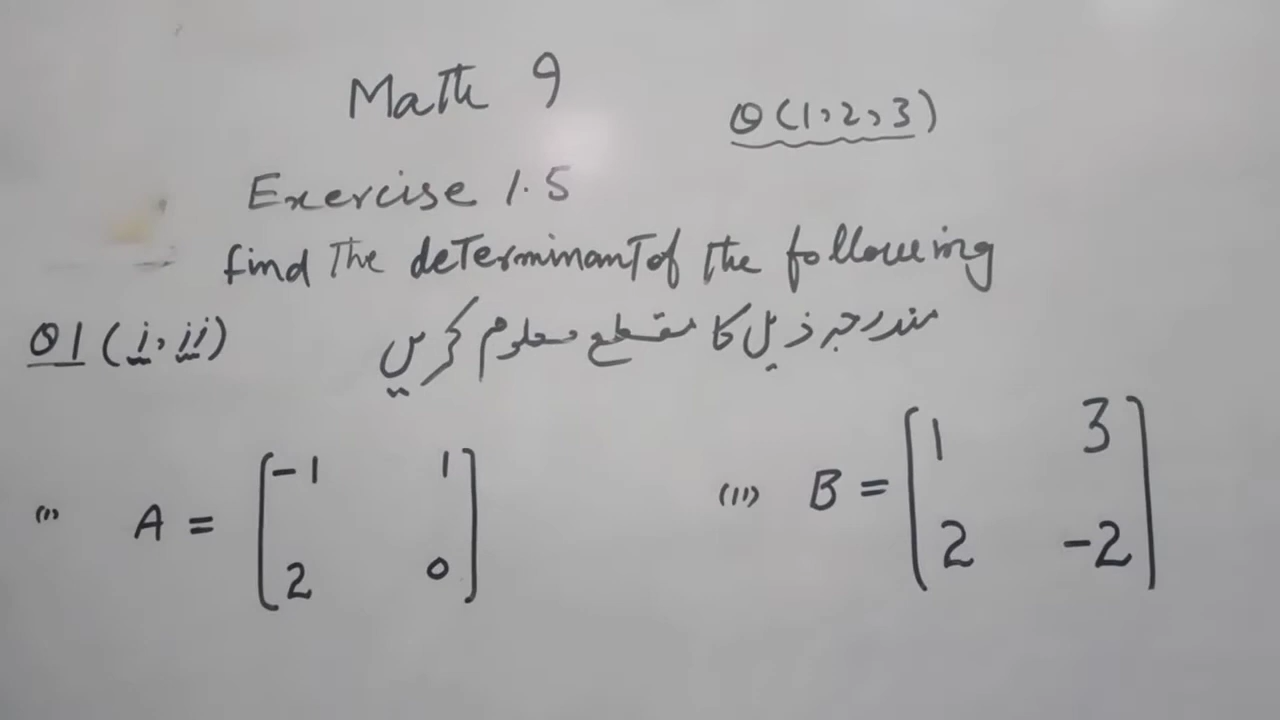 Math 9
Q(1,2,3)
Exercise 1.5
find The determinant of the following
Q1 (i, ii)
مندرجہ ذیل کا مقطع معلوم کریں
(i) A = [-1 1
2 0]
(ii) B = [1 3
2 -2]